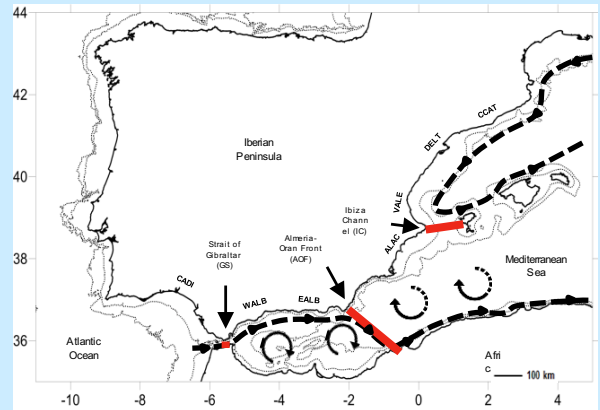 44
42
40
38
36
-10
-8
-6
-4
-2
0
2
4
Iberian
Peninsula
CCAT
DELT
VALE
ALAC
Ibiza
Chann
el (IC)
Almeria-
Oran Front
(AOF)
Strait of
Gibraltar
(GS)
CADI
WALB
EALB
Mediterranean
Sea
Atlantic
Ocean
Afri
c
100 km